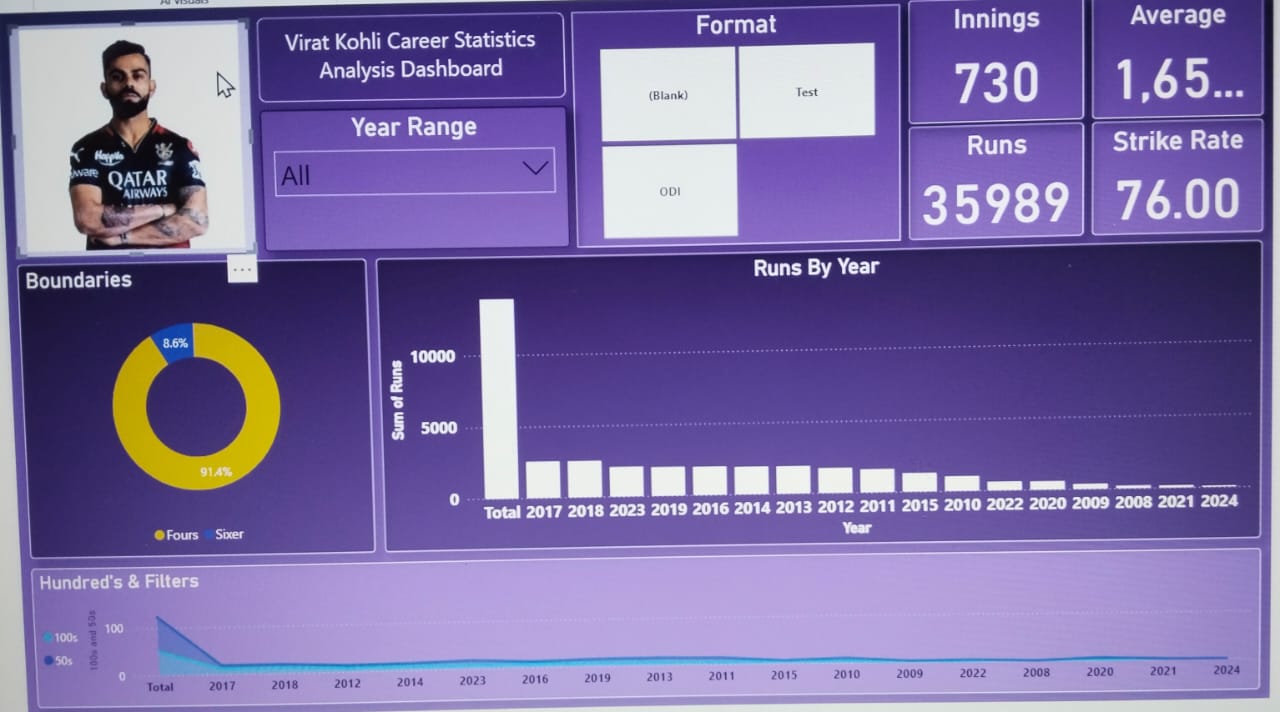 AI visuals
Virat Kohli Career Statistics
Analysis Dashboard
Year Range
All
Format
(Blank)
Test
ODI
Innings
730
Average
1,65...
Runs
35989
Strike Rate
76.00
QATAR
AIRWAYS
Boundaries
...
8.6%
91.4%
Fours Sixer
Runs By Year
Sum of Runs
10000
5000
0
Total 2017 2018 2023 2019 2016 2014 2013 2012 2011 2015 2010 2022 2020 2009 2008 2021 2024
Year
Hundred's & Filters
100s
50s
100s and 50s
100
0
Total 2017 2018 2012 2014 2023 2016 2019 2013 2011 2015 2010 2009 2022 2008 2020 2021 2024